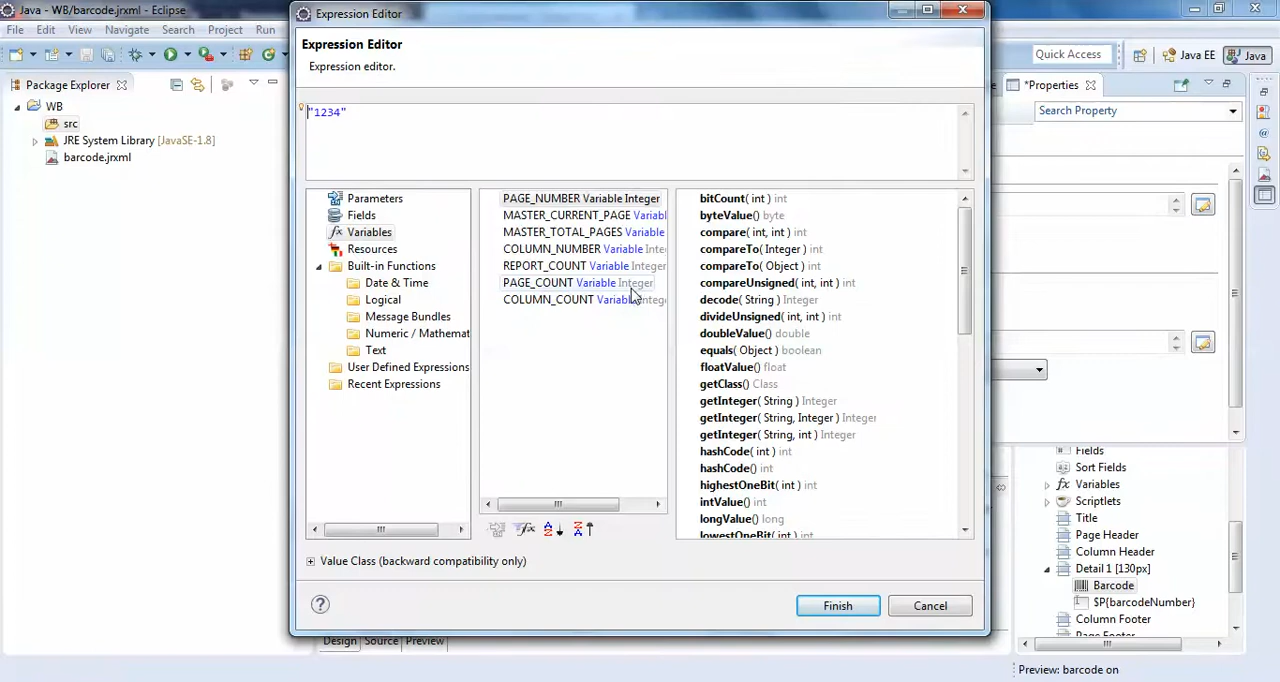 Java - WB/barcode.jrxml - Eclipse
File Edit View Navigate Search Project Run
Quick Access
Java EE
Java
Package Explorer
WB
src
JRE System Library [JavaSE-1.8]
barcode.jrxml
Expression Editor
Expression Editor
Expression editor.
"1234"
Parameters
Fields
fx Variables
Resources
Built-in Functions
Date & Time
Logical
Message Bundles
Numeric / Mathemat
Text
User Defined Expressions
Recent Expressions
PAGE_NUMBER Variable Integer
MASTER_CURRENT_PAGE Variabl
MASTER_TOTAL_PAGES Variable
COLUMN_NUMBER Variable Inte
REPORT_COUNT Variable Integer
PAGE_COUNT Variable Integer
COLUMN_COUNT Variable Intege
bitCount( int ) int
byteValue() byte
compare( int, int ) int
compareTo( Integer ) int
compareTo( Object ) int
compareUnsigned( int, int ) int
decode( String ) Integer
divideUnsigned( int, int ) int
doubleValue() double
equals( Object ) boolean
floatValue() float
getClass() Class
getInteger( String ) Integer
getInteger( String, Integer ) Integer
getInteger( String, int ) Integer
hashCode( int ) int
hashCode() int
highestOneBit( int ) int
intValue() int
longValue() long
lowestOneBit( int ) int
Value Class (backward compatibility only)
Finish
Cancel
*Properties
Search Property
Fields
Sort Fields
fx Variables
Scriptlets
Title
Page Header
Column Header
Detail 1 [130px]
Barcode
$P{barcodeNumber}
Column Footer
Page Footer
Design Source Preview
Preview: barcode on